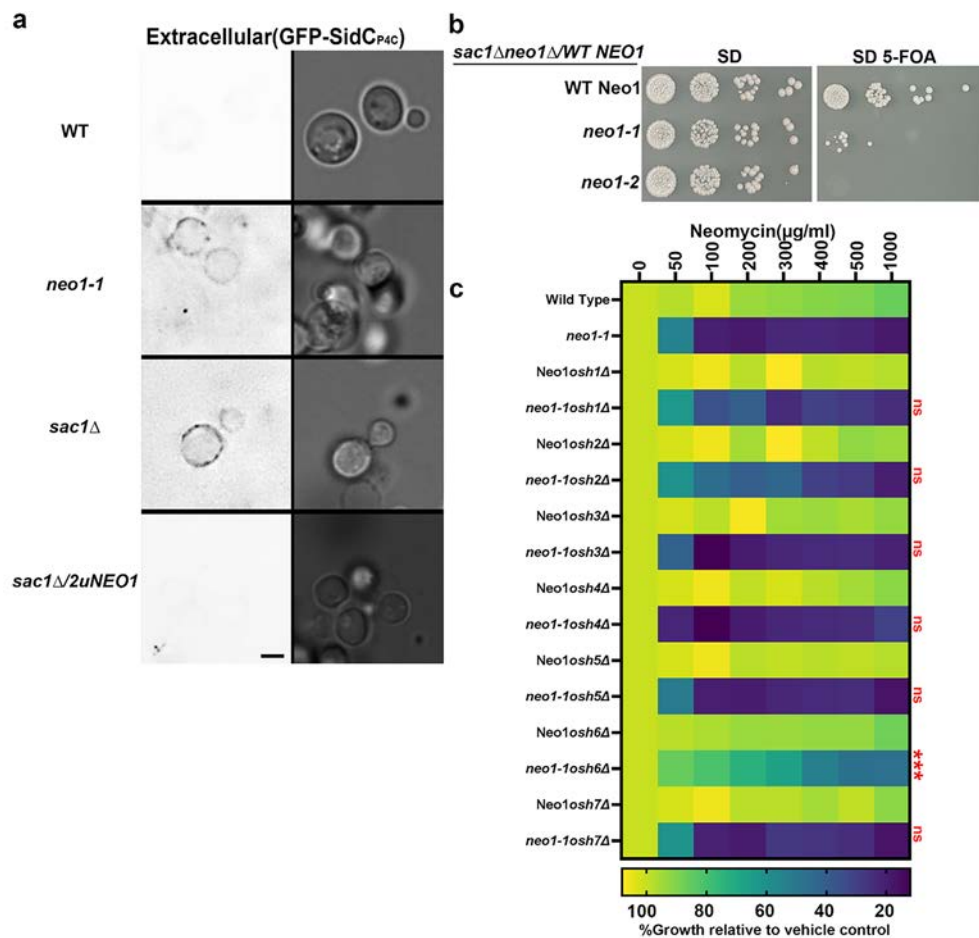 a
Extracellular(GFP-SidCP4C)
WT
neo1-1
sac1Δ
sac1Δ/2uNEO1
b
sac1Δneo1Δ/WT NEO1
SD
SD 5-FOA
WT Neo1
neo1-1
neo1-2
c
Neomycin(µg/ml)
0
50
100
200
300
400
500
1000
Wild Type
neo1-1
Neo1osh1Δ
neo1-1osh1Δ
ns
Neo1osh2Δ
neo1-1osh2Δ
ns
Neo1osh3Δ
neo1-1osh3Δ
ns
Neo1osh4Δ
neo1-1osh4Δ
ns
Neo1osh5Δ
neo1-1osh5Δ
ns
Neo1osh6Δ
neo1-1osh6Δ
***
Neo1osh7Δ
neo1-1osh7Δ
ns
100
80
60
40
20
%Growth relative to vehicle control